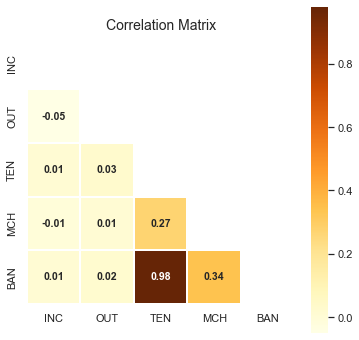 Correlation Matrix
INC
OUT
TEN
MCH
BAN
-0.05
0.01 0.03
-0.01 0.01 0.27
0.01 0.02 0.98 0.34
INC OUT TEN MCH BAN
0.8
0.6
0.4
0.2
0.0